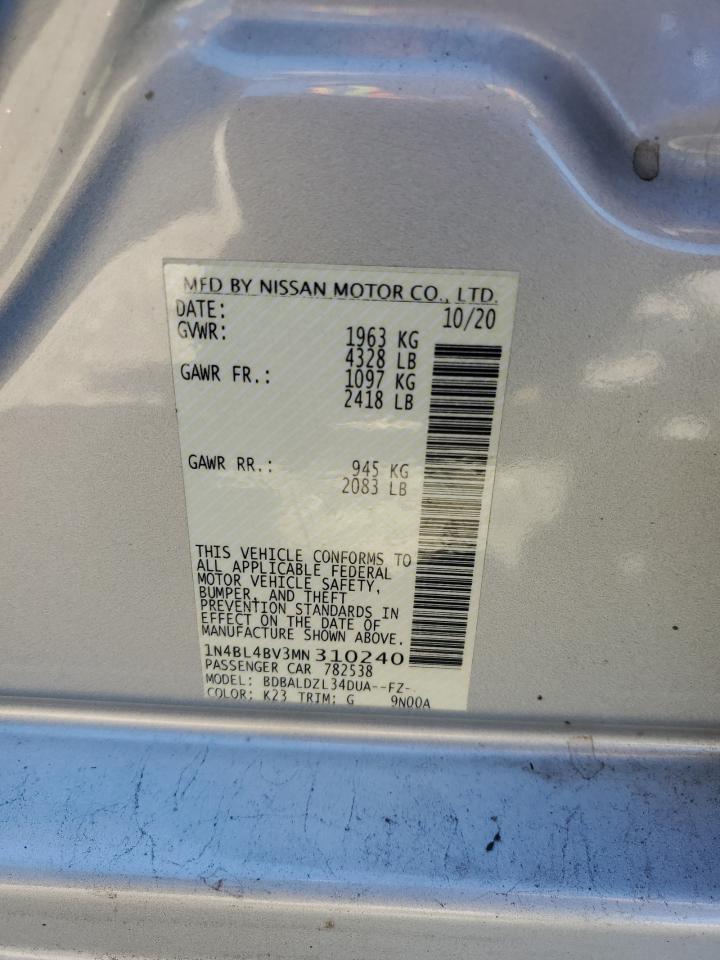 MFD BY NISSAN MOTOR CO., LTD.
DATE: 10/20
GVWR: 1963 KG
4328 LB
GAWR FR.: 1097 KG
2418 LB
GAWR RR.: 945 KG
2083 LB
THIS VEHICLE CONFORMS TO
ALL APPLICABLE FEDERAL
MOTOR VEHICLE SAFETY,
BUMPER, AND THEFT
PREVENTION STANDARDS IN
EFFECT ON THE DATE OF
MANUFACTURE SHOWN ABOVE.
1N4BL4BV3MN310240
PASSENGER CAR 782538
MODEL: BDBALDZL34DUA--FZ-
COLOR: K23 TRIM: G 9N00A